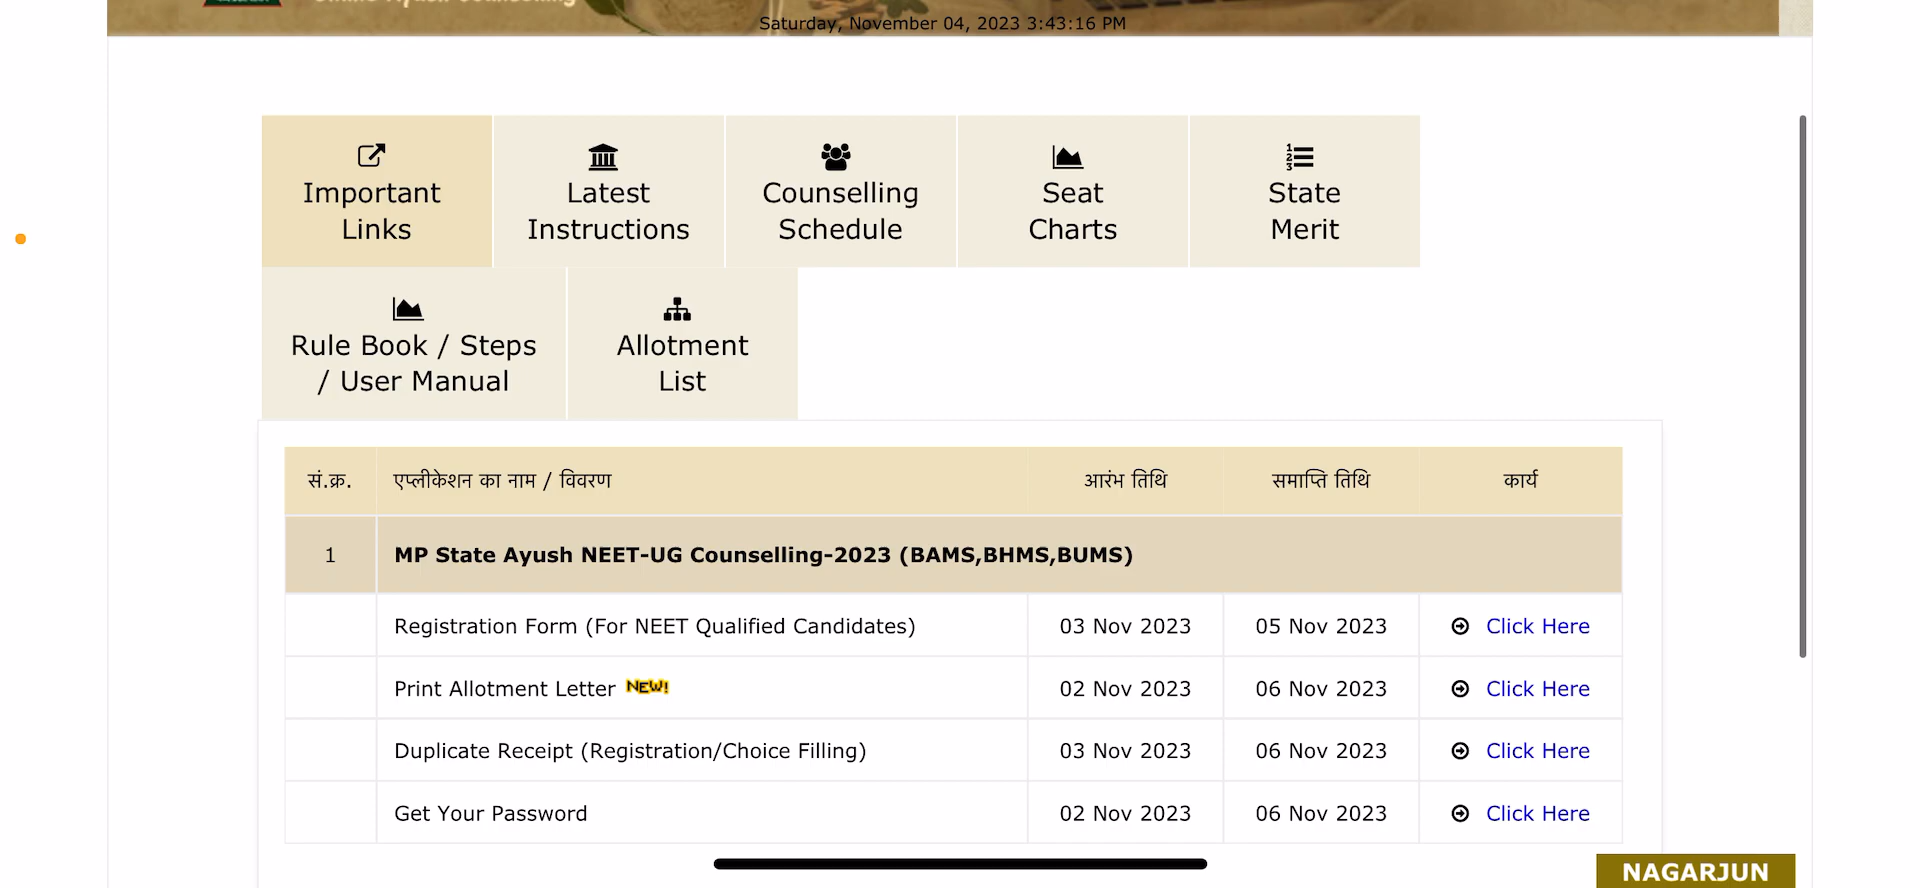 Online Ayush Counselling
Saturday, November 04, 2023 3:43:16 PM
Important
Links
Latest
Instructions
Counselling
Schedule
Seat
Charts
State
Merit
Rule Book / Steps
/ User Manual
Allotment
List
सं.क्र. एप्लीकेशन का नाम / विवरण आरंभ तिथि समाप्ति तिथि कार्य
1 MP State Ayush NEET-UG Counselling-2023 (BAMS,BHMS,BUMS)
Registration Form (For NEET Qualified Candidates) 03 Nov 2023 05 Nov 2023 Click Here
Print Allotment Letter NEW! 02 Nov 2023 06 Nov 2023 Click Here
Duplicate Receipt (Registration/Choice Filling) 03 Nov 2023 06 Nov 2023 Click Here
Get Your Password 02 Nov 2023 06 Nov 2023 Click Here
NAGARJUN